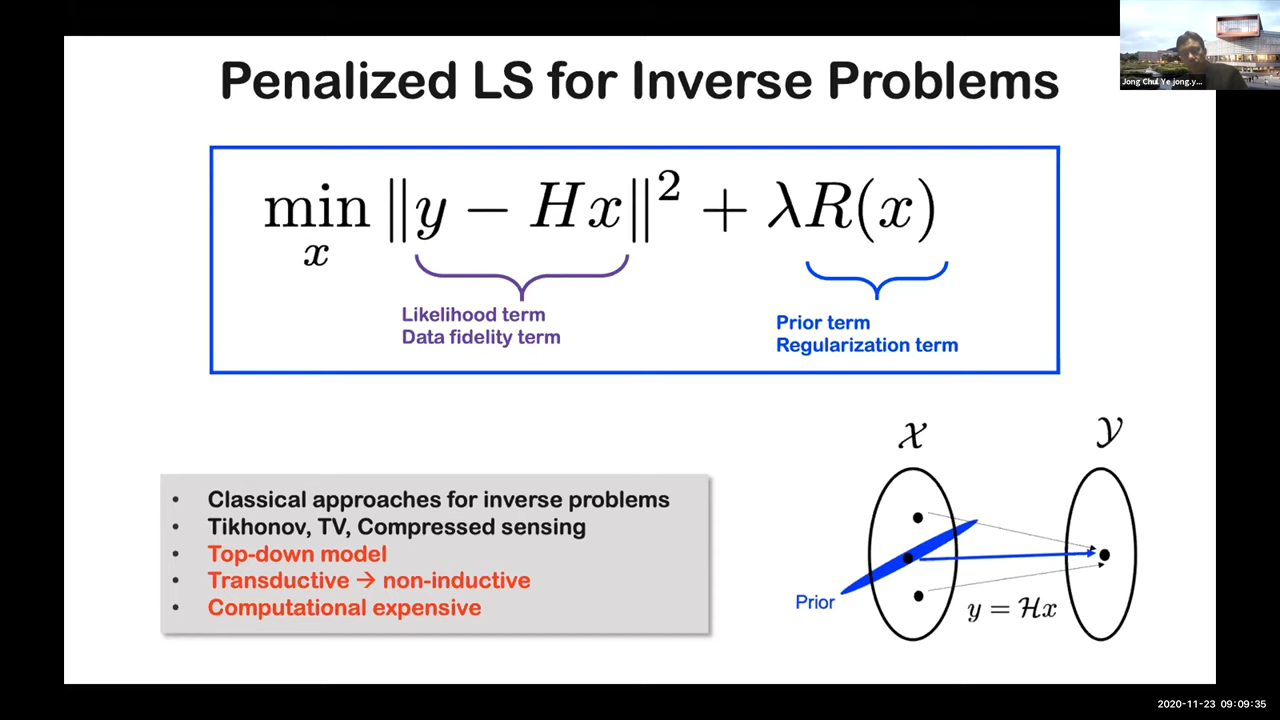 Penalized LS for Inverse Problems
Jong Chul Ye jong.y...
min_x ||y − Hx||² + λR(x)
Likelihood term
Data fidelity term
Prior term
Regularization term
𝒳
𝒴
• Classical approaches for inverse problems
• Tikhonov, TV, Compressed sensing
• Top-down model
• Transductive → non-inductive
• Computational expensive
Prior
y = ℋx
2020-11-23 09:09:35